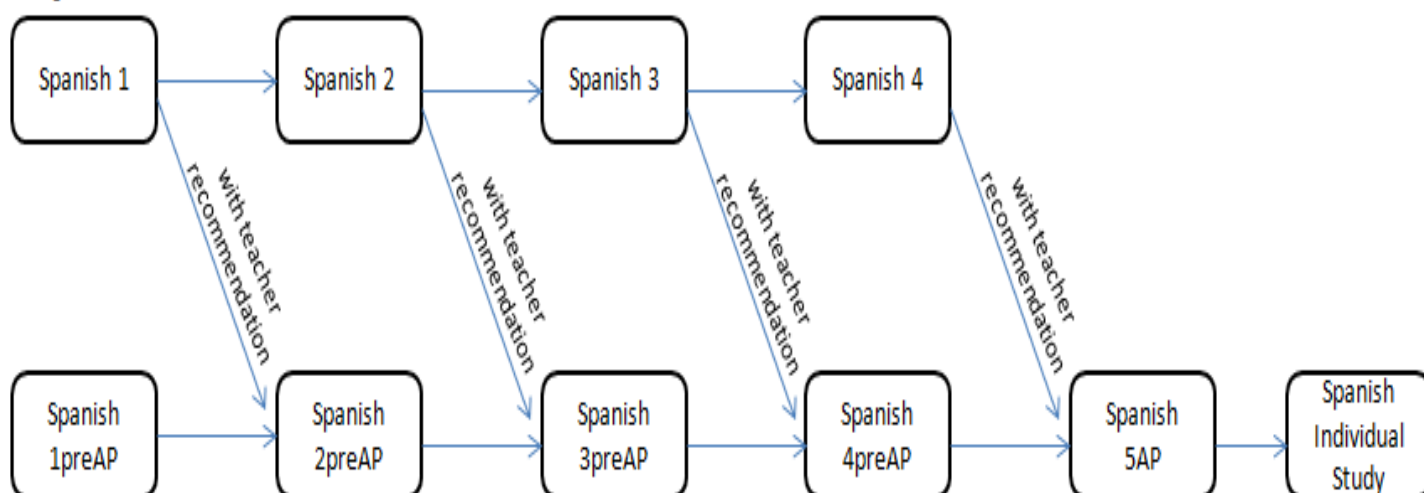 Spanish 1
Spanish 2
Spanish 3
Spanish 4
with teacher
recommendation
with teacher
recommendation
with teacher
recommendation
with teacher
recommendation
Spanish
1preAP
Spanish
2preAP
Spanish
3preAP
Spanish
4preAP
Spanish
5AP
Spanish
Individual
Study